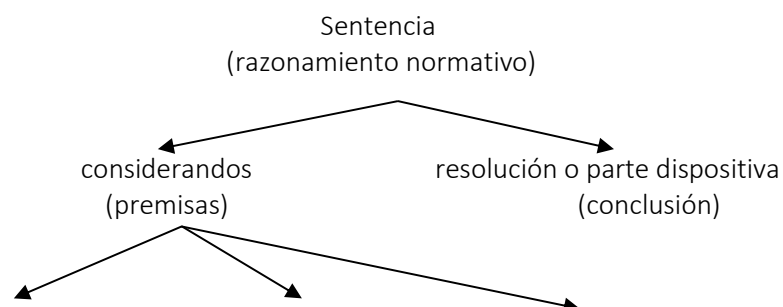 Sentencia
(razonamiento normativo)
considerandos
(premisas)
resolución o parte dispositiva
(conclusión)